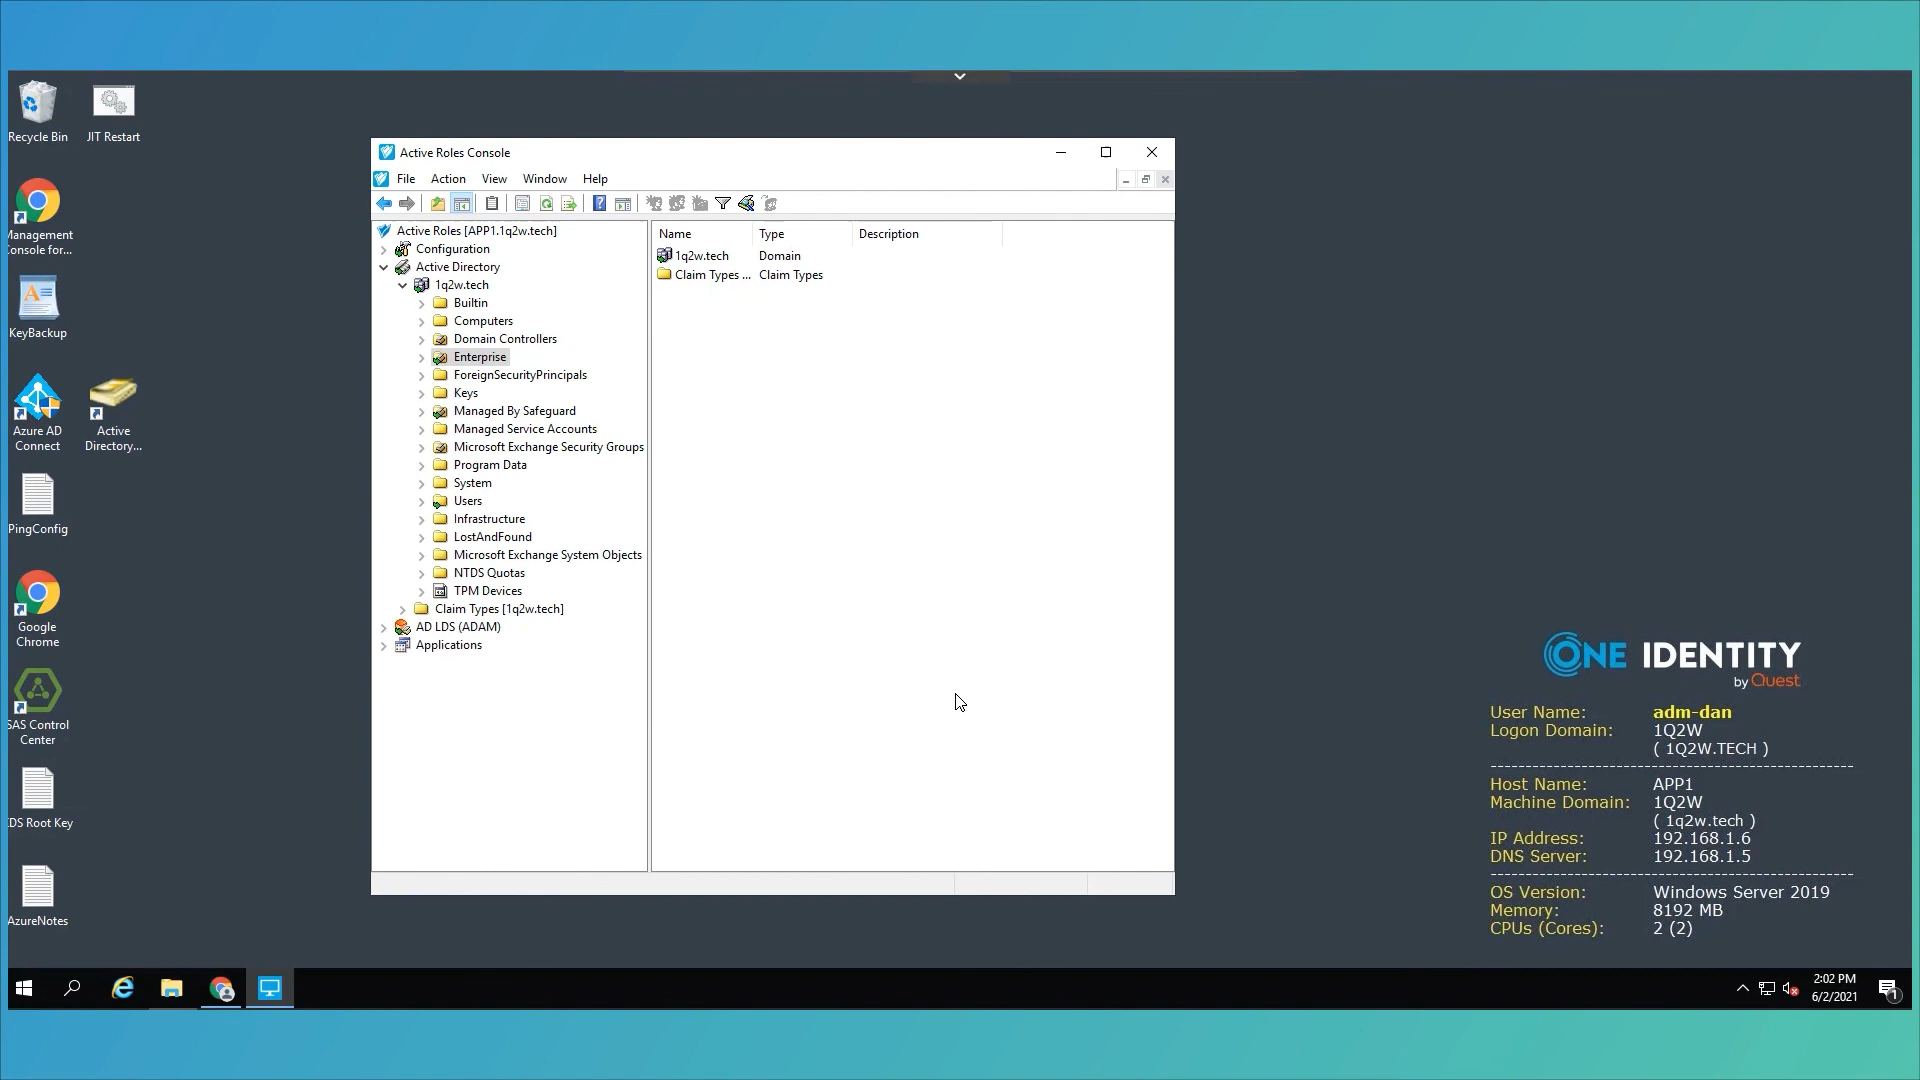 Recycle Bin
JIT Restart
Management
Console for...
KeyBackup
Azure AD
Connect
Active
Directory...
PingConfig
Google
Chrome
SAS Control
Center
KDS Root Key
AzureNotes
Active Roles Console
File Action View Window Help
Active Roles [APP1.1q2w.tech]
Configuration
Active Directory
1q2w.tech
Builtin
Computers
Domain Controllers
Enterprise
ForeignSecurityPrincipals
Keys
Managed By Safeguard
Managed Service Accounts
Microsoft Exchange Security Groups
Program Data
System
Users
Infrastructure
LostAndFound
Microsoft Exchange System Objects
NTDS Quotas
TPM Devices
Claim Types [1q2w.tech]
AD LDS (ADAM)
Applications
Name Type Description
1q2w.tech Domain
Claim Types ... Claim Types
ONE IDENTITY
by Quest
User Name: adm-dan
Logon Domain: 1Q2W
( 1Q2W.TECH )
Host Name: APP1
Machine Domain: 1Q2W
( 1q2w.tech )
IP Address: 192.168.1.6
DNS Server: 192.168.1.5
OS Version: Windows Server 2019
Memory: 8192 MB
CPUs (Cores): 2 (2)
2:02 PM
6/2/2021
1